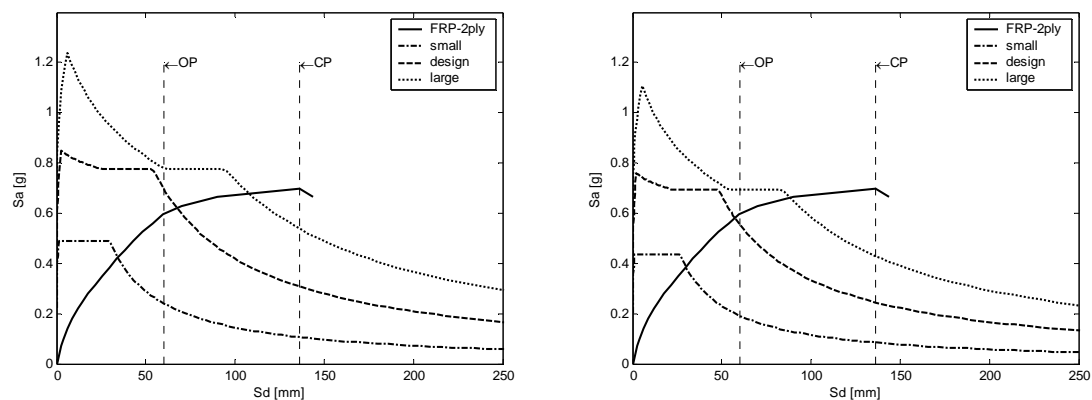 FRP-2ply
small
design
large
←OP
←CP
1.2
1
0.8
0.6
0.4
0.2
0
Sa [g]
0 50 100 150 200 250
Sd [mm]
FRP-2ply
small
design
large
←OP
←CP
1.2
1
0.8
0.6
0.4
0.2
0
Sa [g]
0 50 100 150 200 250
Sd [mm]